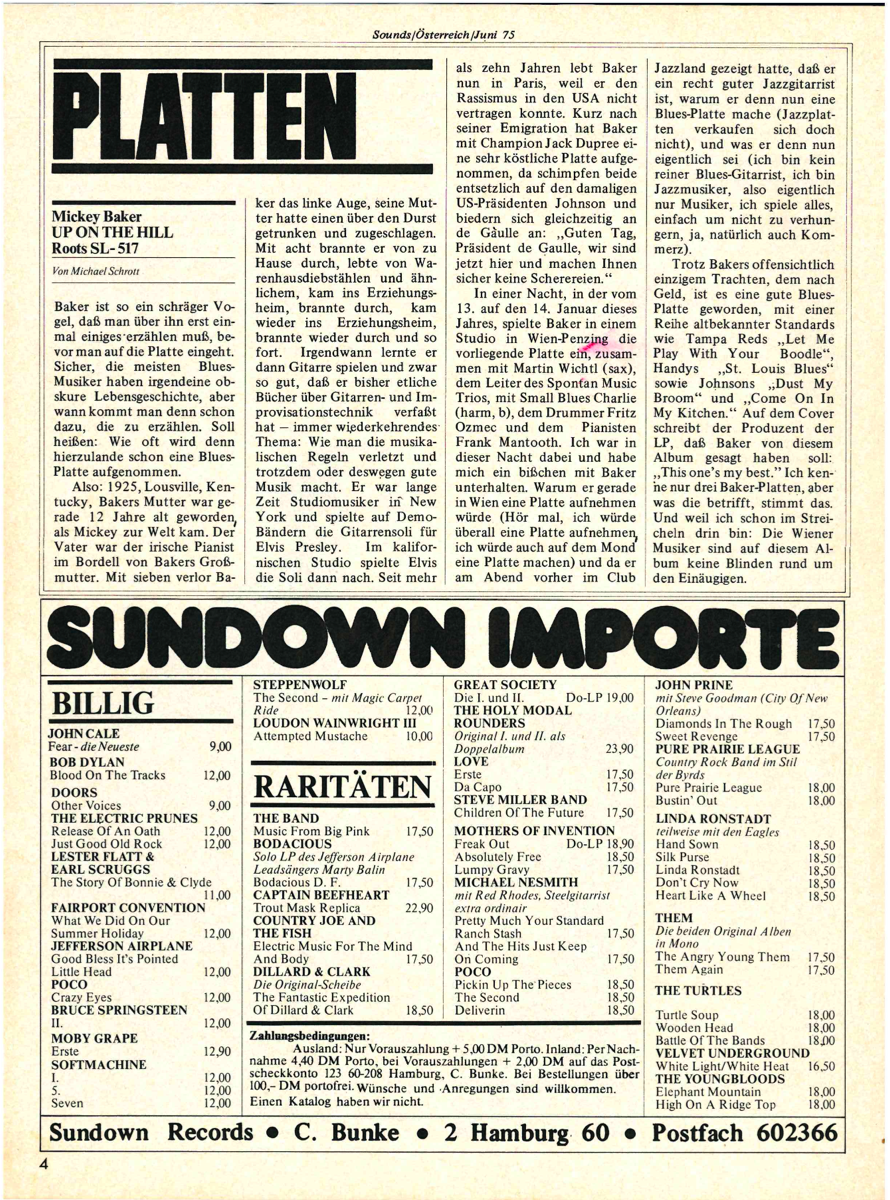 Sounds/Österreich/Juni 75
PLATTEN
Mickey Baker
UP ON THE HILL
Roots SL-517
Von Michael Schrott
Baker ist so ein schräger Vo-
gel, daß man über ihn erst ein-
mal einiges erzählen muß, be-
vor man auf die Platte eingeht.
Sicher, die meisten Blues-
Musiker haben irgendeine ob-
skure Lebensgeschichte, aber
wann kommt man denn schon
dazu, die zu erzählen. Soll
heißen: Wie oft wird denn
hierzulande schon eine Blues-
Platte aufgenommen.
Also: 1925, Lousville, Ken-
tucky, Bakers Mutter war ge-
rade 12 Jahre alt geworden,
als Mickey zur Welt kam. Der
Vater war der irische Pianist
im Bordell von Bakers Groß-
mutter. Mit sieben verlor Ba-
ker das linke Auge, seine Mut-
ter hatte einen über den Durst
getrunken und zugeschlagen.
Mit acht brannte er von zu
Hause durch, lebte von Wa-
renhausdiebstählen und ähn-
lichem, kam ins Erziehungs-
heim, brannte durch, kam
wieder ins Erziehungsheim,
brannte wieder durch und so
fort. Irgendwann lernte er
dann Gitarre spielen und zwar
so gut, daß er bisher etliche
Bücher über Gitarren- und Im-
provisationstechnik verfaßt
hat – immer wiederkehrendes
Thema: Wie man die musika-
lischen Regeln verletzt und
trotzdem oder deswegen gute
Musik macht. Er war lange
Zeit Studiomusiker in New
York und spielte auf Demo-
Bändern die Gitarrensoli für
Elvis Presley. Im kalifor-
nischen Studio spielte Elvis
die Soli dann nach. Seit mehr
als zehn Jahren lebt Baker
nun in Paris, weil er den
Rassismus in den USA nicht
vertragen konnte. Kurz nach
seiner Emigration hat Baker
mit Champion Jack Dupree ei-
ne sehr köstliche Platte aufge-
nommen, da schimpfen beide
entsetzlich auf den damaligen
US-Präsidenten Johnson und
biedern sich gleichzeitig an
de Gaulle an: „Guten Tag,
Präsident de Gaulle, wir sind
jetzt hier und machen Ihnen
sicher keine Scherereien.“
In einer Nacht, in der vom
13. auf den 14. Januar dieses
Jahres, spielte Baker in einem
Studio in Wien-Penzing die
vorliegende Platte ein, zusam-
men mit Martin Wichtl (sax),
dem Leiter des Spontan Music
Trios, mit Small Blues Charlie
(harm, b), dem Drummer Fritz
Ozmec und dem Pianisten
Frank Mantooth. Ich war in
dieser Nacht dabei und habe
mich ein bißchen mit Baker
unterhalten. Warum er gerade
in Wien eine Platte aufnehmen
würde (Hör mal, ich würde
überall eine Platte aufnehmen,
ich würde auch auf dem Mond
eine Platte machen) und da er
am Abend vorher im Club
Jazzland gezeigt hatte, daß er
ein recht guter Jazzgitarrist
ist, warum er denn nun eine
Blues-Platte mache (Jazzplat-
ten verkaufen sich doch
nicht), und was er denn nun
eigentlich sei (ich bin kein
reiner Blues-Gitarrist, ich bin
Jazzmusiker, also eigentlich
nur Musiker, ich spiele alles,
einfach um nicht zu verhun-
gern, ja, natürlich auch Kom-
merz).
Trotz Bakers offensichtlich
einzigem Trachten, dem nach
Geld, ist es eine gute Blues-
Platte geworden, mit einer
Reihe altbekannter Standards
wie Tampa Reds „Let Me
Play With Your Boodle“,
Handys „St. Louis Blues“
sowie Johnsons „Dust My
Broom“ und „Come On In
My Kitchen.“ Auf dem Cover
schreibt der Produzent der
LP, daß Baker von diesem
Album gesagt haben soll:
„This one's my best.“ Ich ken-
ne nur drei Baker-Platten, aber
was die betrifft, stimmt das.
Und weil ich schon im Strei-
cheln drin bin: Die Wiener
Musiker sind auf diesem Al-
bum keine Blinden rund um
den Einäugigen.
SUNDOWN IMPORTE
BILLIG
JOHN CALE
Fear - die Neueste 9,00
BOB DYLAN
Blood On The Tracks 12,00
DOORS
Other Voices 9,00
THE ELECTRIC PRUNES
Release Of An Oath 12,00
Just Good Old Rock 12,00
LESTER FLATT &
EARL SCRUGGS
The Story Of Bonnie & Clyde
11,00
FAIRPORT CONVENTION
What We Did On Our
Summer Holiday 12,00
JEFFERSON AIRPLANE
Good Bless It's Pointed
Little Head 12,00
POCO
Crazy Eyes 12,00
BRUCE SPRINGSTEEN
II. 12,00
MOBY GRAPE
Erste 12,90
SOFTMACHINE
I. 12,00
5. 12,00
Seven 12,00
STEPPENWOLF
The Second – mit Magic Carpet
Ride 12,00
LOUDON WAINWRIGHT III
Attempted Mustache 10,00
RARITÄTEN
THE BAND
Music From Big Pink 17,50
BODACIOUS
Solo LP des Jefferson Airplane
Leadsängers Marty Balin
Bodacious D. F. 17,50
CAPTAIN BEEFHEART
Trout Mask Replica 22,90
COUNTRY JOE AND
THE FISH
Electric Music For The Mind
And Body 17,50
DILLARD & CLARK
Die Original-Scheibe
The Fantastic Expedition
Of Dillard & Clark 18,50
GREAT SOCIETY
Die I. und II. Do-LP 19,00
THE HOLY MODAL
ROUNDERS
Original I. und II. als
Doppelalbum 23,90
LOVE
Erste 17,50
Da Capo 17,50
STEVE MILLER BAND
Children Of The Future 17,50
MOTHERS OF INVENTION
Freak Out Do-LP 18,90
Absolutely Free 18,50
Lumpy Gravy 17,50
MICHAEL NESMITH
mit Red Rhodes, Steelgitarrist
extra ordinair
Pretty Much Your Standard
Ranch Stash 17,50
And The Hits Just Keep
On Coming 17,50
POCO
Pickin Up The Pieces 18,50
The Second 18,50
Deliverin 18,50
JOHN PRINE
mit Steve Goodman (City Of New
Orleans)
Diamonds In The Rough 17,50
Sweet Revenge 17,50
PURE PRAIRIE LEAGUE
Country Rock Band im Stil
der Byrds
Pure Prairie League 18,00
Bustin' Out 18,00
LINDA RONSTADT
teilweise mit den Eagles
Hand Sown 18,50
Silk Purse 18,50
Linda Ronstadt 18,50
Don't Cry Now 18,50
Heart Like A Wheel 18,50
THEM
Die beiden Original Alben
in Mono
The Angry Young Them 17,50
Them Again 17,50
THE TURTLES
Turtle Soup 18,00
Wooden Head 18,00
Battle Of The Bands 18,00
VELVET UNDERGROUND
White Light/White Heat 16,50
THE YOUNGBLOODS
Elephant Mountain 18,00
High On A Ridge Top 18,00
Zahlungsbedingungen:
Ausland: Nur Vorauszahlung + 5,00 DM Porto. Inland: Per Nach-
nahme 4,40 DM Porto, bei Vorauszahlungen + 2,00 DM auf das Post-
scheckkonto 123 60-208 Hamburg, C. Bunke. Bei Bestellungen über
100,- DM portofrei. Wünsche und Anregungen sind willkommen.
Einen Katalog haben wir nicht.
Sundown Records • C. Bunke • 2 Hamburg 60 • Postfach 602366
4